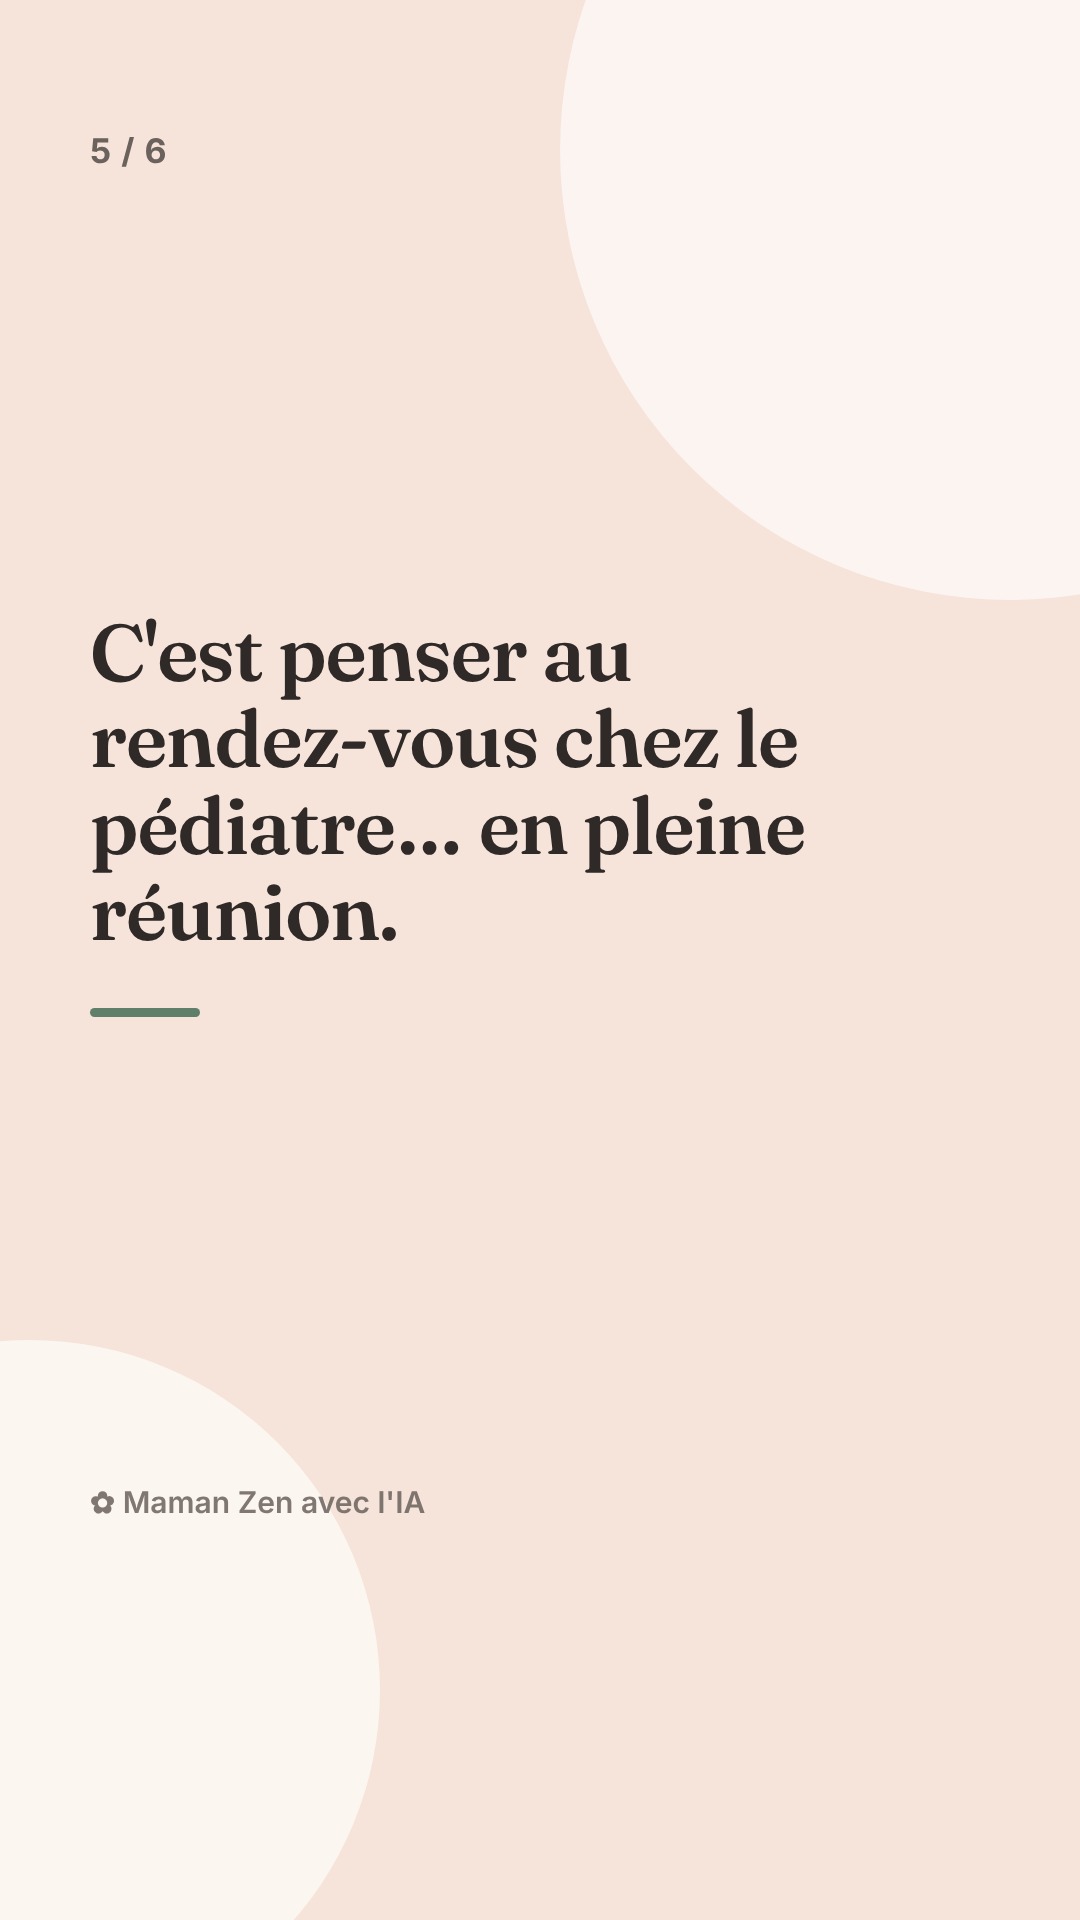 5 / 6
C'est penser au
rendez-vous chez le
pédiatre... en pleine
réunion.
✿ Maman Zen avec l'IA